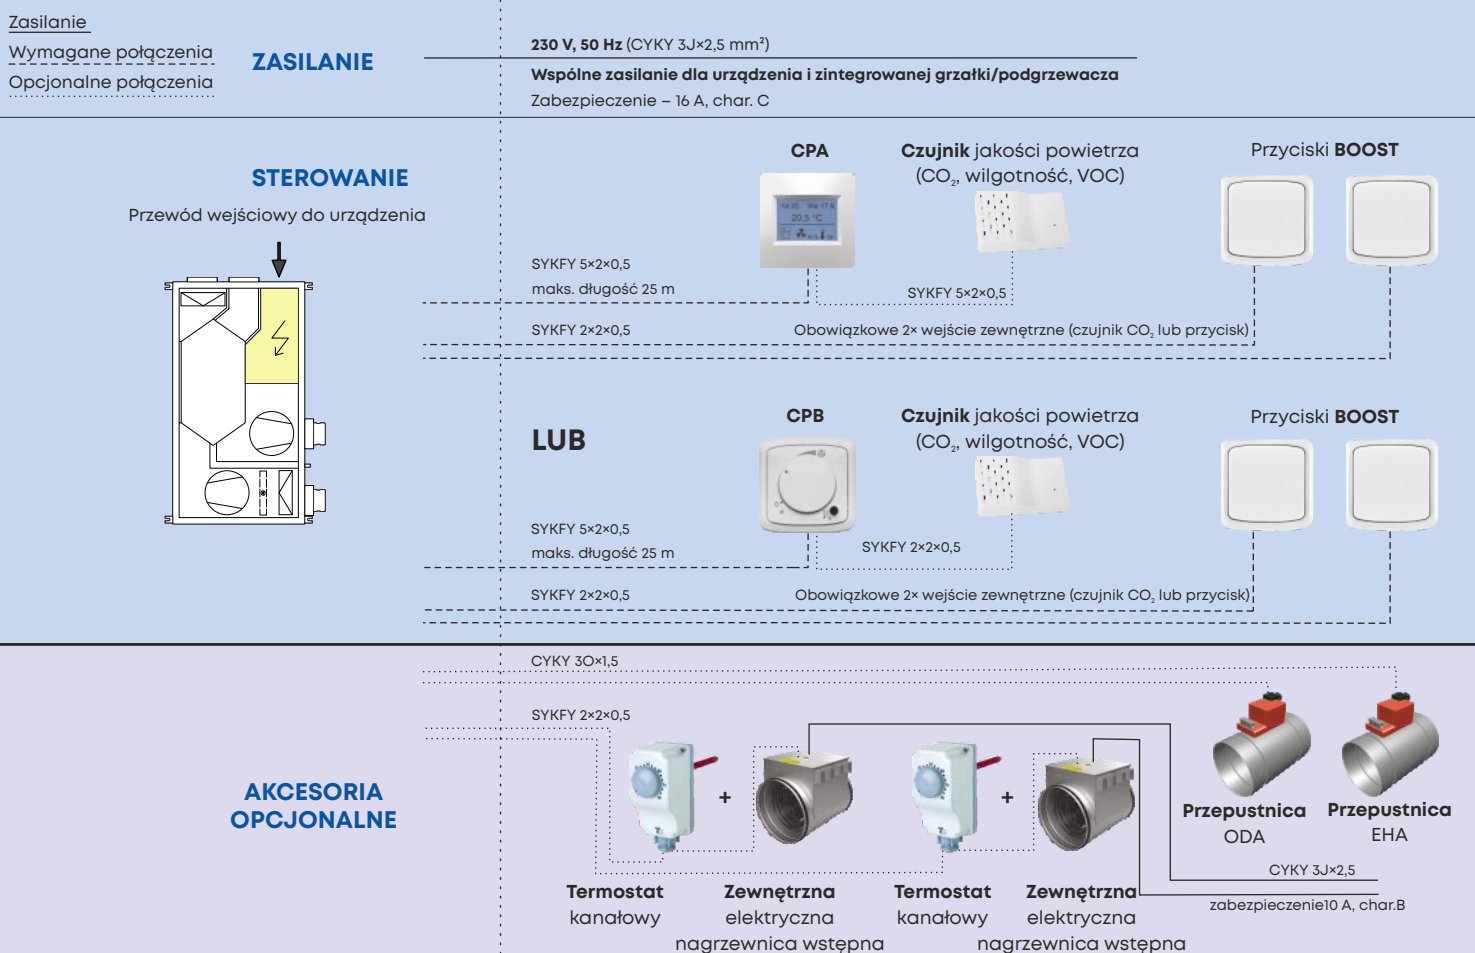 Zasilanie
Wymagane połączenia
Opcjonalne połączenia
ZASILANIE
230 V, 50 Hz (CYKY 3J×2,5 mm²)
Wspólne zasilanie dla urządzenia i zintegrowanej grzałki/podgrzewacza
Zabezpieczenie – 16 A, char. C
STEROWANIE
Przewód wejściowy do urządzenia
CPA
Czujnik jakości powietrza
(CO₂, wilgotność, VOC)
Przyciski BOOST
20,5 °C
SYKFY 5×2×0,5
maks. długość 25 m
SYKFY 5×2×0,5
SYKFY 2×2×0,5
Obowiązkowe 2× wejście zewnętrzne (czujnik CO₂ lub przycisk)
LUB
CPB
Czujnik jakości powietrza
(CO₂, wilgotność, VOC)
Przyciski BOOST
SYKFY 5×2×0,5
maks. długość 25 m
SYKFY 2×2×0,5
SYKFY 2×2×0,5
Obowiązkowe 2× wejście zewnętrzne (czujnik CO₂ lub przycisk)
AKCESORIA
OPCJONALNE
CYKY 3O×1,5
SYKFY 2×2×0,5
+
+
Przepustnica
ODA
Przepustnica
EHA
CYKY 3J×2,5
zabezpieczenie10 A, char.B
Termostat
kanałowy
Zewnętrzna
elektryczna
nagrzewnica wstępna
Termostat
kanałowy
Zewnętrzna
elektryczna
nagrzewnica wstępna